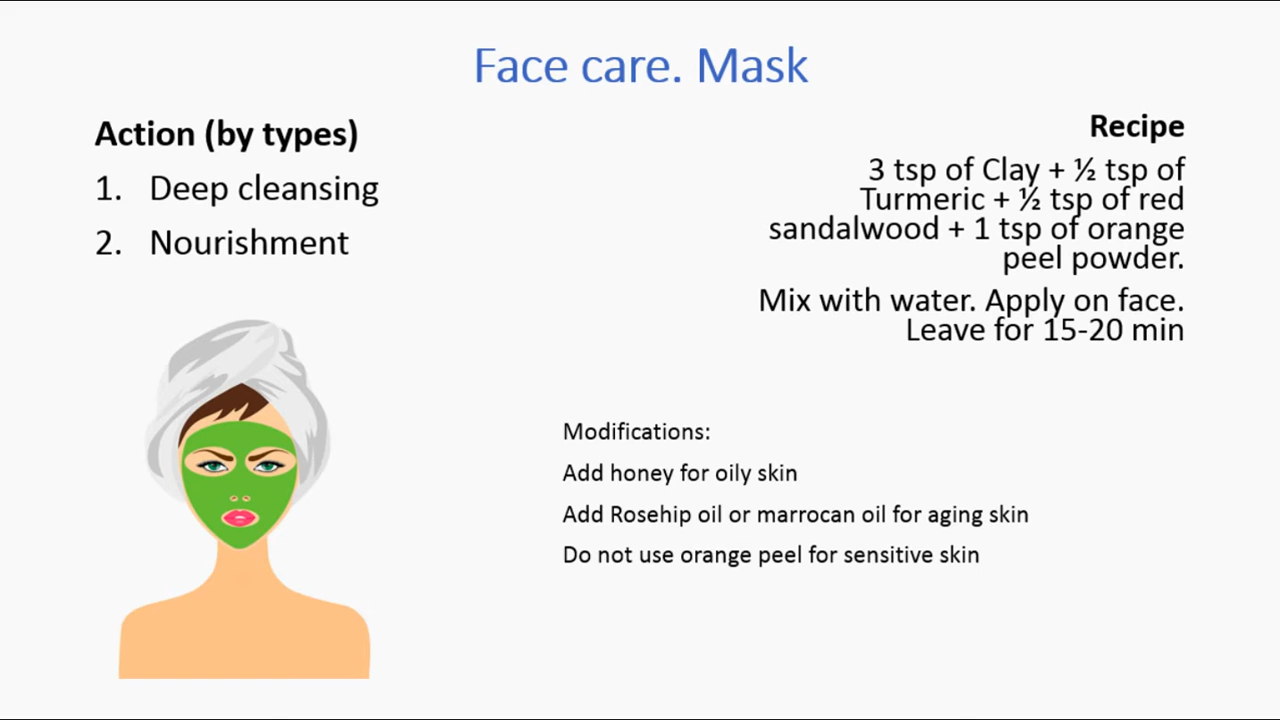 Face care. Mask
Action (by types)
1. Deep cleansing
2. Nourishment
Recipe
3 tsp of Clay + ½ tsp of
Turmeric + ½ tsp of red
sandalwood + 1 tsp of orange
peel powder.
Mix with water. Apply on face.
Leave for 15-20 min
Modifications:
Add honey for oily skin
Add Rosehip oil or marrocan oil for aging skin
Do not use orange peel for sensitive skin